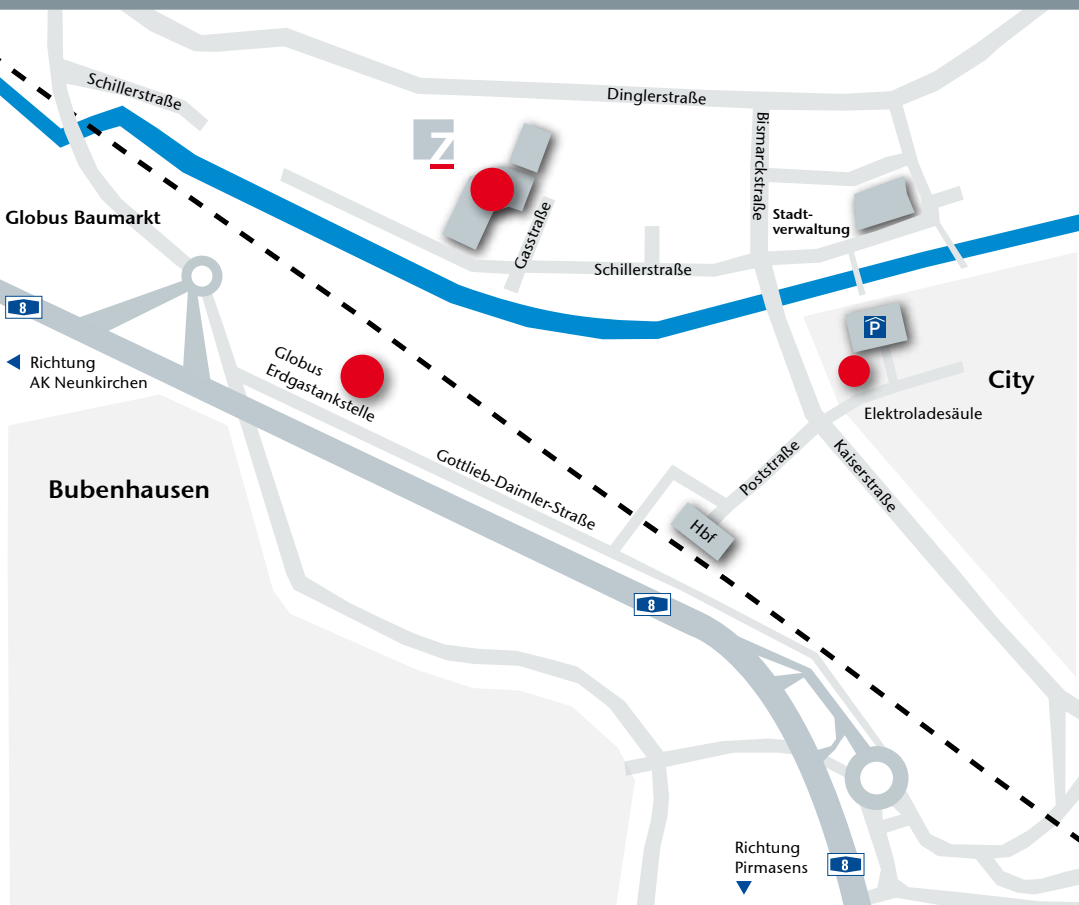 Schillerstraße
Dinglerstraße
Bismarckstraße
Z
Globus Baumarkt
Stadt-
verwaltung
Gasstraße
Schillerstraße
8
P
Richtung
AK Neunkirchen
Globus
Erdgastankstelle
City
Elektroladesäule
Bubenhausen
Gottlieb-Daimler-Straße
Poststraße
Kaiserstraße
Hbf
8
Richtung
Pirmasens
8